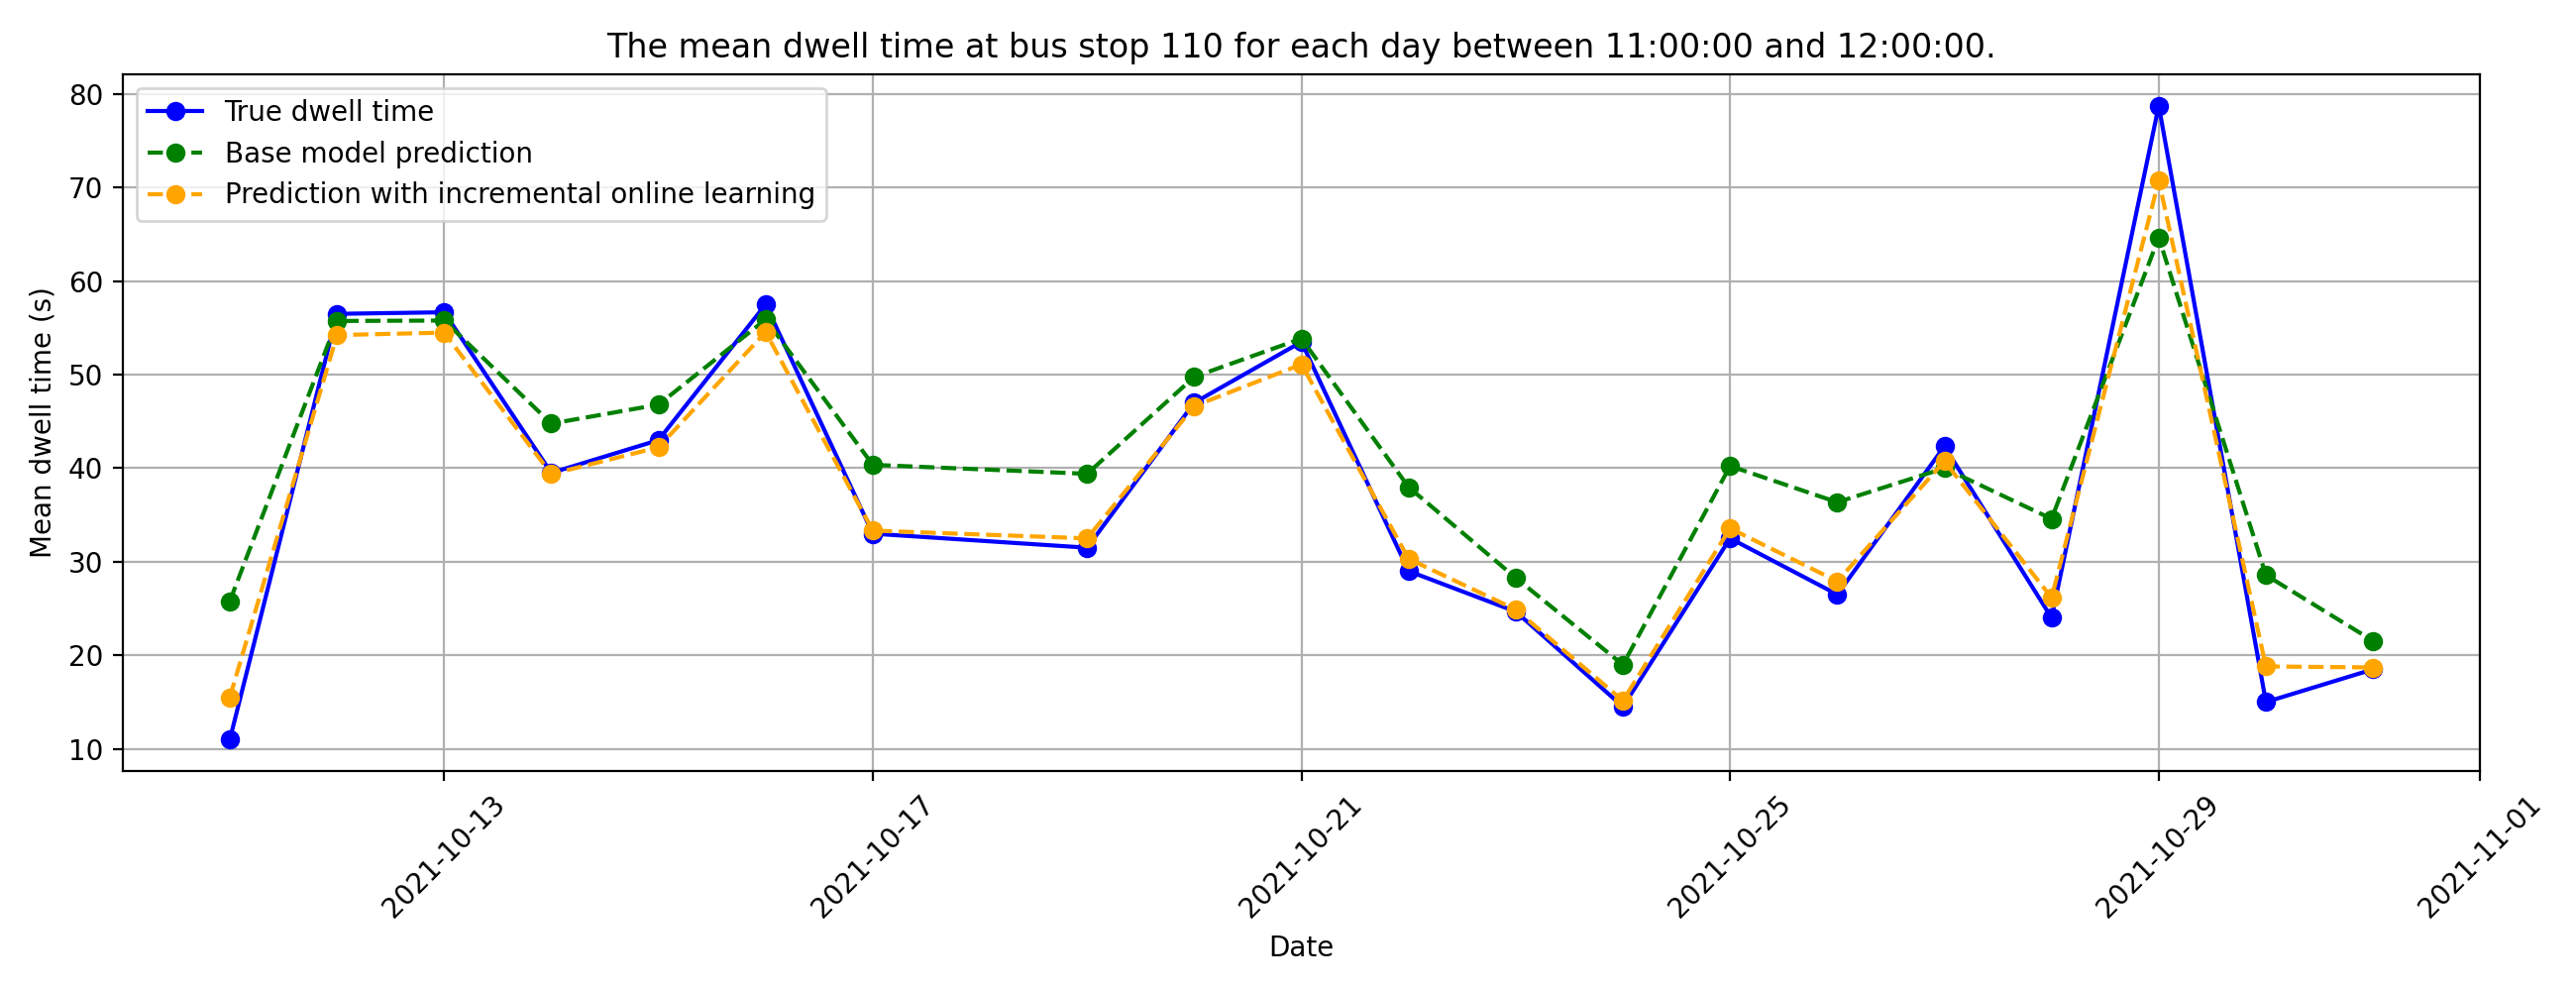 The mean dwell time at bus stop 110 for each day between 11:00:00 and 12:00:00.
True dwell time
Base model prediction
Prediction with incremental online learning
Mean dwell time (s)
80
70
60
50
40
30
20
10
2021-10-13
2021-10-17
2021-10-21
2021-10-25
2021-10-29
2021-11-01
Date